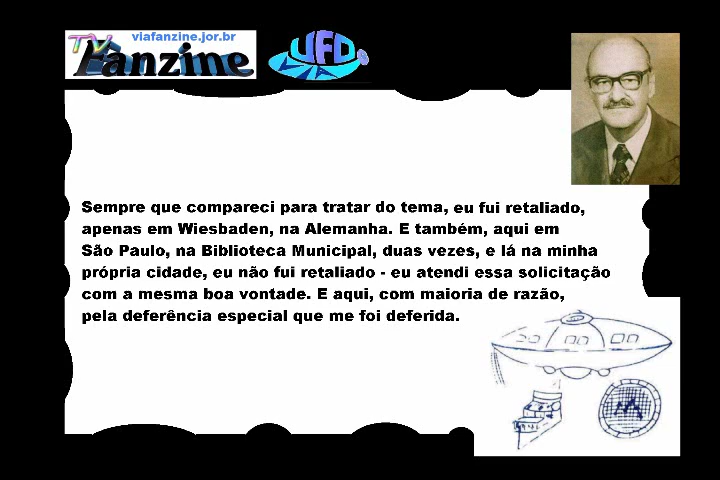 viafanzine.jor.br
TV Fanzine
UFO
VIA
Sempre que compareci para tratar do tema, eu fui retaliado,
apenas em Wiesbaden, na Alemanha. E também, aqui em
São Paulo, na Biblioteca Municipal, duas vezes, e lá na minha
própria cidade, eu não fui retaliado - eu atendi essa solicitação
com a mesma boa vontade. E aqui, com maioria de razão,
pela deferência especial que me foi deferida.